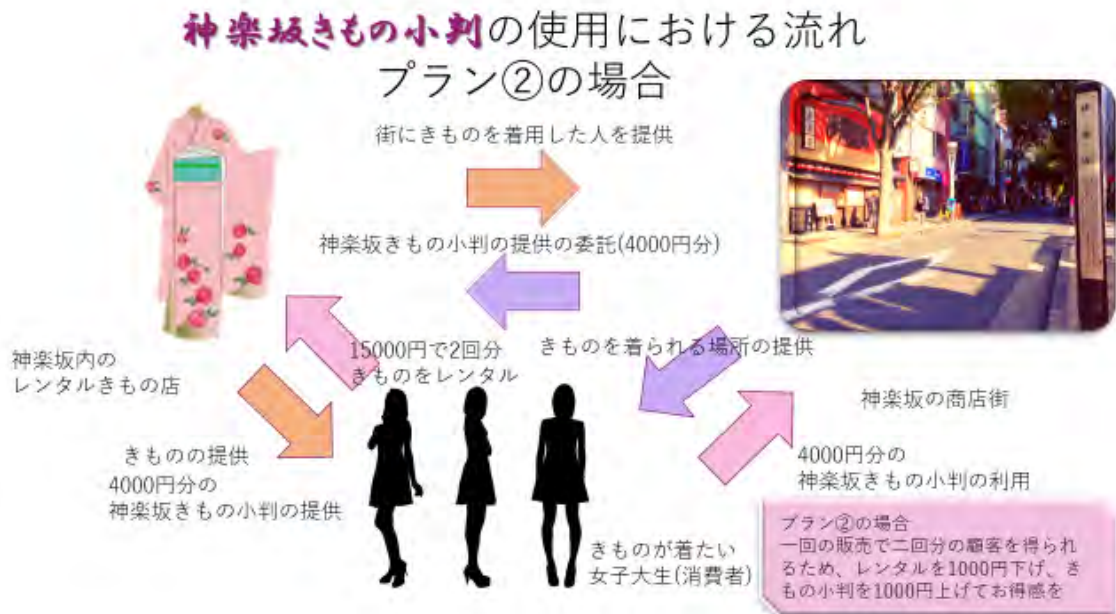 神楽坂きもの小判の使用における流れ
プラン②の場合
街にきものを着用した人を提供
神楽坂きもの小判の提供の委託(4000円分)
15000円で2回分
きものをレンタル
きものを着られる場所の提供
神楽坂内の
レンタルきもの店
神楽坂の商店街
きものの提供
4000円分の
神楽坂きもの小判の提供
4000円分の
神楽坂きもの小判の利用
きものが着たい
女子大生(消費者)
プラン②の場合
一回の販売で二回分の顧客を得られ
るため、レンタルを1000円下げ、き
もの小判を1000円上げてお得感を
神楽坂